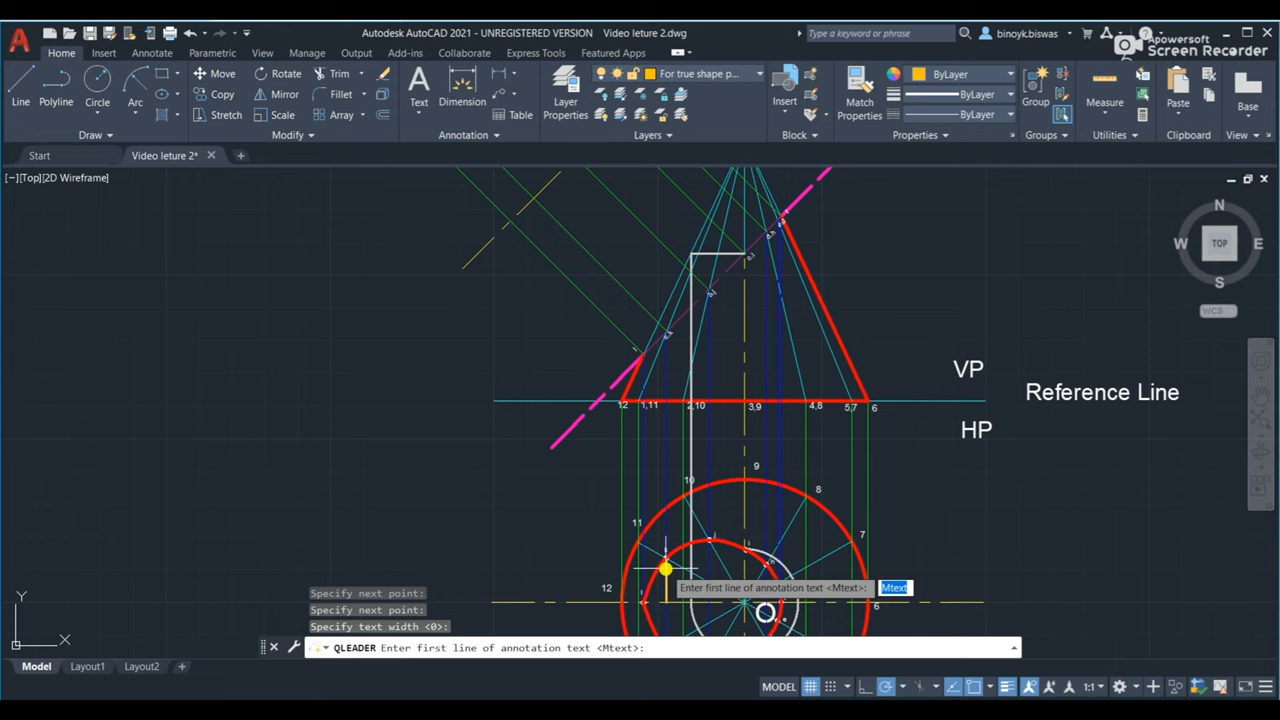 Autodesk AutoCAD 2021 - UNREGISTERED VERSION Video leture 2.dwg
Type a keyword or phrase
binoyk.biswas
Apowersoft
Screen Recorder
Home Insert Annotate Parametric View Manage Output Add-ins Collaborate Express Tools Featured Apps
Line Polyline Circle Arc
Move Rotate Trim
Copy Mirror Fillet
Stretch Scale Array
Text Dimension Table
Layer Properties
For true shape p...
Insert
Match Properties
ByLayer
ByLayer
ByLayer
Group
Measure
Paste
Base
Draw Modify Annotation Layers Block Properties Groups Utilities Clipboard View
Start Video leture 2*
[−][Top][2D Wireframe]
N
W TOP E
S
WCS
VP
Reference Line
HP
12 1,11 2,10 3,9 4,8 5,7 6
9
10 8
11 7
12 6
Specify next point:
Enter first line of annotation text <Mtext>: Mtext
Specify next point:
Specify text width <0>:
QLEADER Enter first line of annotation text <Mtext>:
Y
X
Model Layout1 Layout2
MODEL 1:1